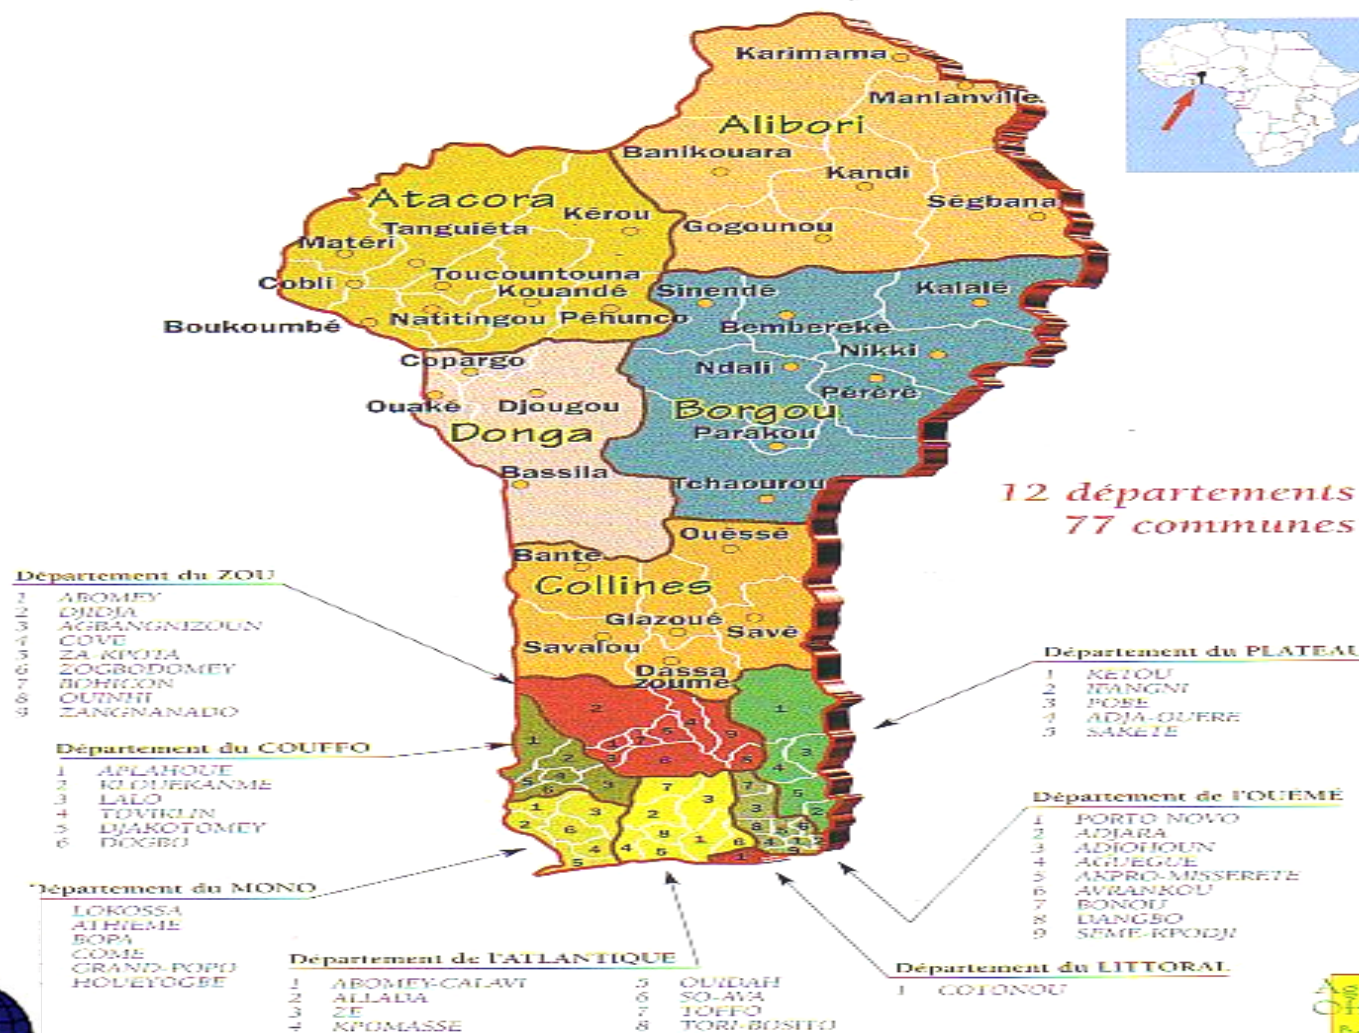 Karimama
Manlanville
Alibori
Banikouara
Kandi
Ségbana
Gogounou
Atacora
Kérou
Tanguiéta
Matéri
Toucountouna
Cobli
Kouandé
Boukoumbé
Natitingou
Péhunco
Sinendé
Kalalé
Bembereke
Nikki
Ndali
Péréré
Borgou
Parakou
Tchaourou
Copargo
Ouaké
Djougou
Donga
Bassila
12 départements
77 communes
Ouèssé
Bante
Collines
Glazoué
Savè
Savalou
Dassa
zoumé
Département du ZOU
1 ABOMEY
2 DJIDJA
3 AGBANGNIZOUN
4 COVE
5 ZA-KPOTA
6 ZOGBODOMEY
7 BOHICON
8 OUINHI
9 ZANGNANADO
Département du COUFFO
1 APLAHOUE
2 KLOUEKANME
3 LALO
4 TOVIKLIN
5 DJAKOTOMEY
6 DOGBO
Département du MONO
LOKOSSA
ATHIEME
BOPA
COME
GRAND-POPO
HOUEYOGBE
Département de l'ATLANTIQUE
1 ABOMEY-CALAVI
2 ALLADA
3 ZE
4 KPOMASSE
5 OUIDAH
6 SO-AVA
7 TOFFO
8 TORI-BOSITO
Département du LITTORAL
1 COTONOU
Département du PLATEAU
1 KETOU
2 IFANGNI
3 POBE
4 ADJA-OUERE
5 SAKETE
Département de l'OUEMÉ
1 PORTO NOVO
2 ADJARA
3 ADJOHOUN
4 AGUEGUE
5 AKPRO-MISSERETE
6 AVRANKOU
7 BONOU
8 DANGBO
9 SEME-KPODJI